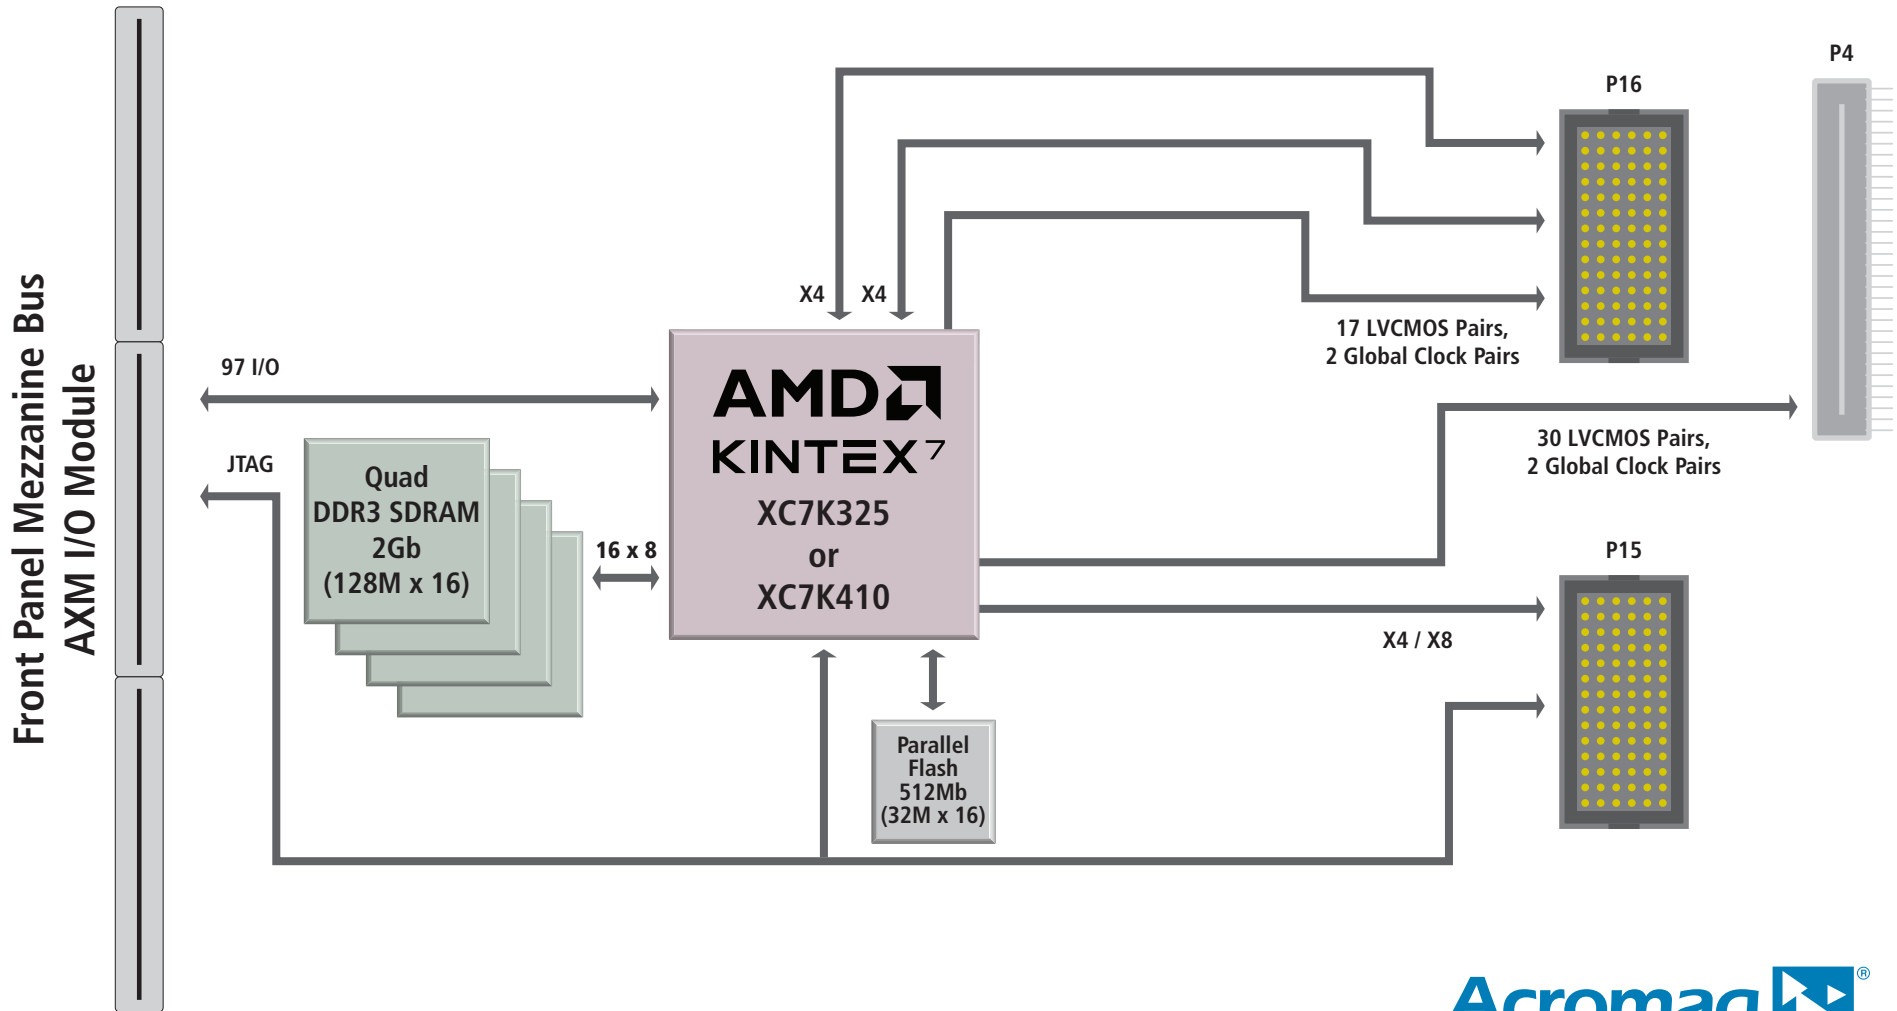 Front Panel Mezzanine Bus
AXM I/O Module
97 I/O
JTAG
Quad
DDR3 SDRAM
2Gb
(128M x 16)
16 x 8
X4
X4
AMD
KINTEX 7
XC7K325
or
XC7K410
Parallel
Flash
512Mb
(32M x 16)
P16
17 LVCMOS Pairs,
2 Global Clock Pairs
P4
30 LVCMOS Pairs,
2 Global Clock Pairs
P15
X4 / X8
Acromag ®